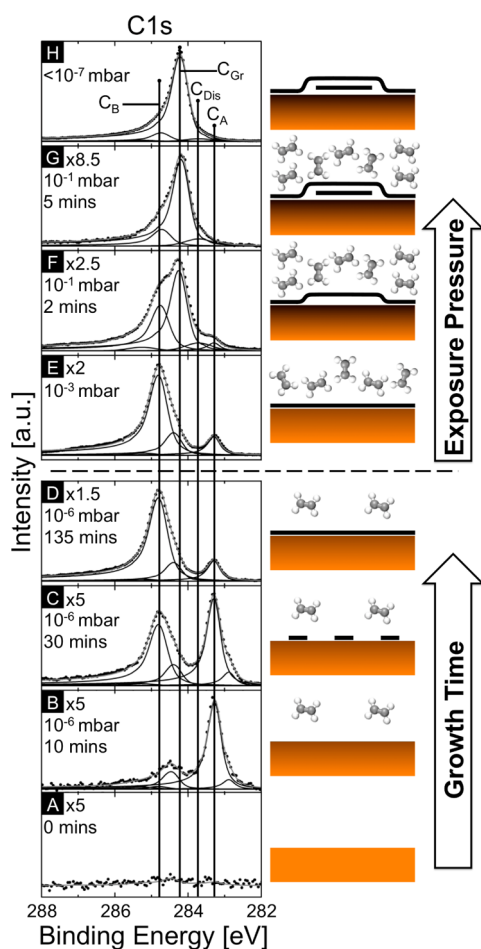 C1s
H
<10⁻⁷ mbar
C_Gr
C_B
C_Dis
C_A
G x8.5
10⁻¹ mbar
5 mins
F x2.5
10⁻¹ mbar
2 mins
E x2
10⁻³ mbar
D x1.5
10⁻⁶ mbar
135 mins
C x5
10⁻⁶ mbar
30 mins
B x5
10⁻⁶ mbar
10 mins
A x5
0 mins
288 286 284 282
Binding Energy [eV]
Intensity [a.u.]
Exposure Pressure
Growth Time